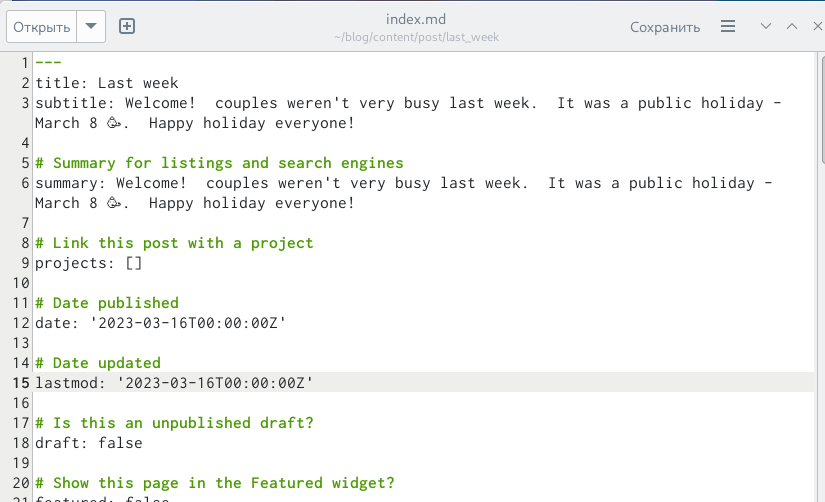 Открыть
index.md
~/blog/content/post/last_week
Сохранить
1 ---
2 title: Last week
3 subtitle: Welcome!  couples weren't very busy last week.  It was a public holiday -
March 8 🥳.  Happy holiday everyone!
4
5 # Summary for listings and search engines
6 summary: Welcome!  couples weren't very busy last week.  It was a public holiday -
March 8 🥳.  Happy holiday everyone!
7
8 # Link this post with a project
9 projects: []
10
11 # Date published
12 date: '2023-03-16T00:00:00Z'
13
14 # Date updated
15 lastmod: '2023-03-16T00:00:00Z'
16
17 # Is this an unpublished draft?
18 draft: false
19
20 # Show this page in the Featured widget?
21 featured: false